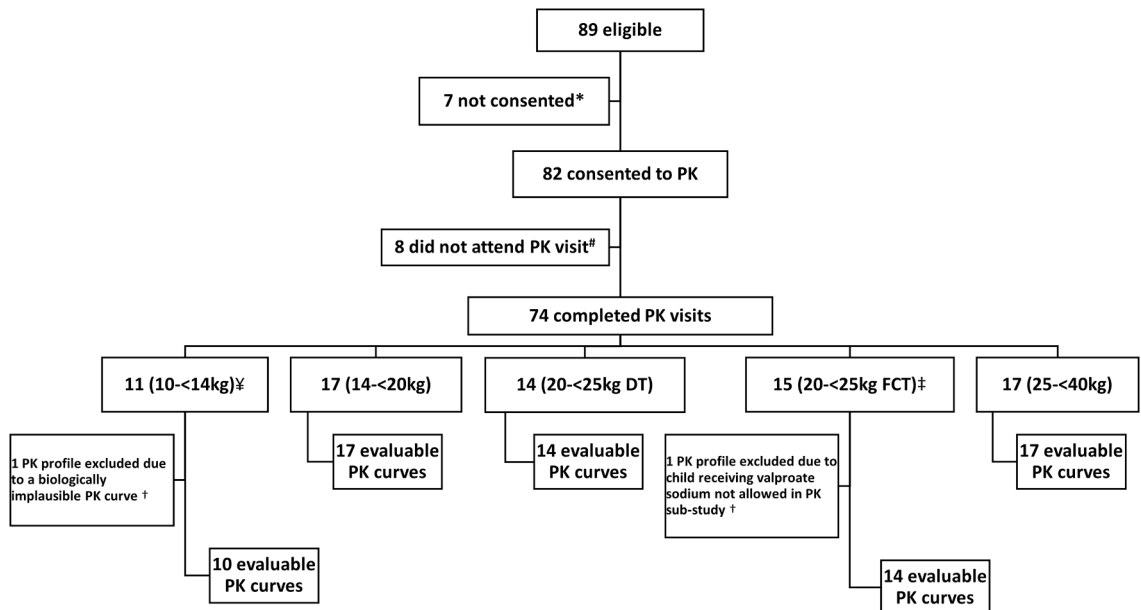 89 eligible
7 not consented*
82 consented to PK
8 did not attend PK visit#
74 completed PK visits
11 (10-<14kg)¥
17 (14-<20kg)
14 (20-<25kg DT)
15 (20-<25kg FCT)‡
17 (25-<40kg)
1 PK profile excluded due
to a biologically
implausible PK curve †
17 evaluable
PK curves
14 evaluable
PK curves
1 PK profile excluded due to
child receiving valproate
sodium not allowed in PK
sub-study †
17 evaluable
PK curves
10 evaluable
PK curves
14 evaluable
PK curves